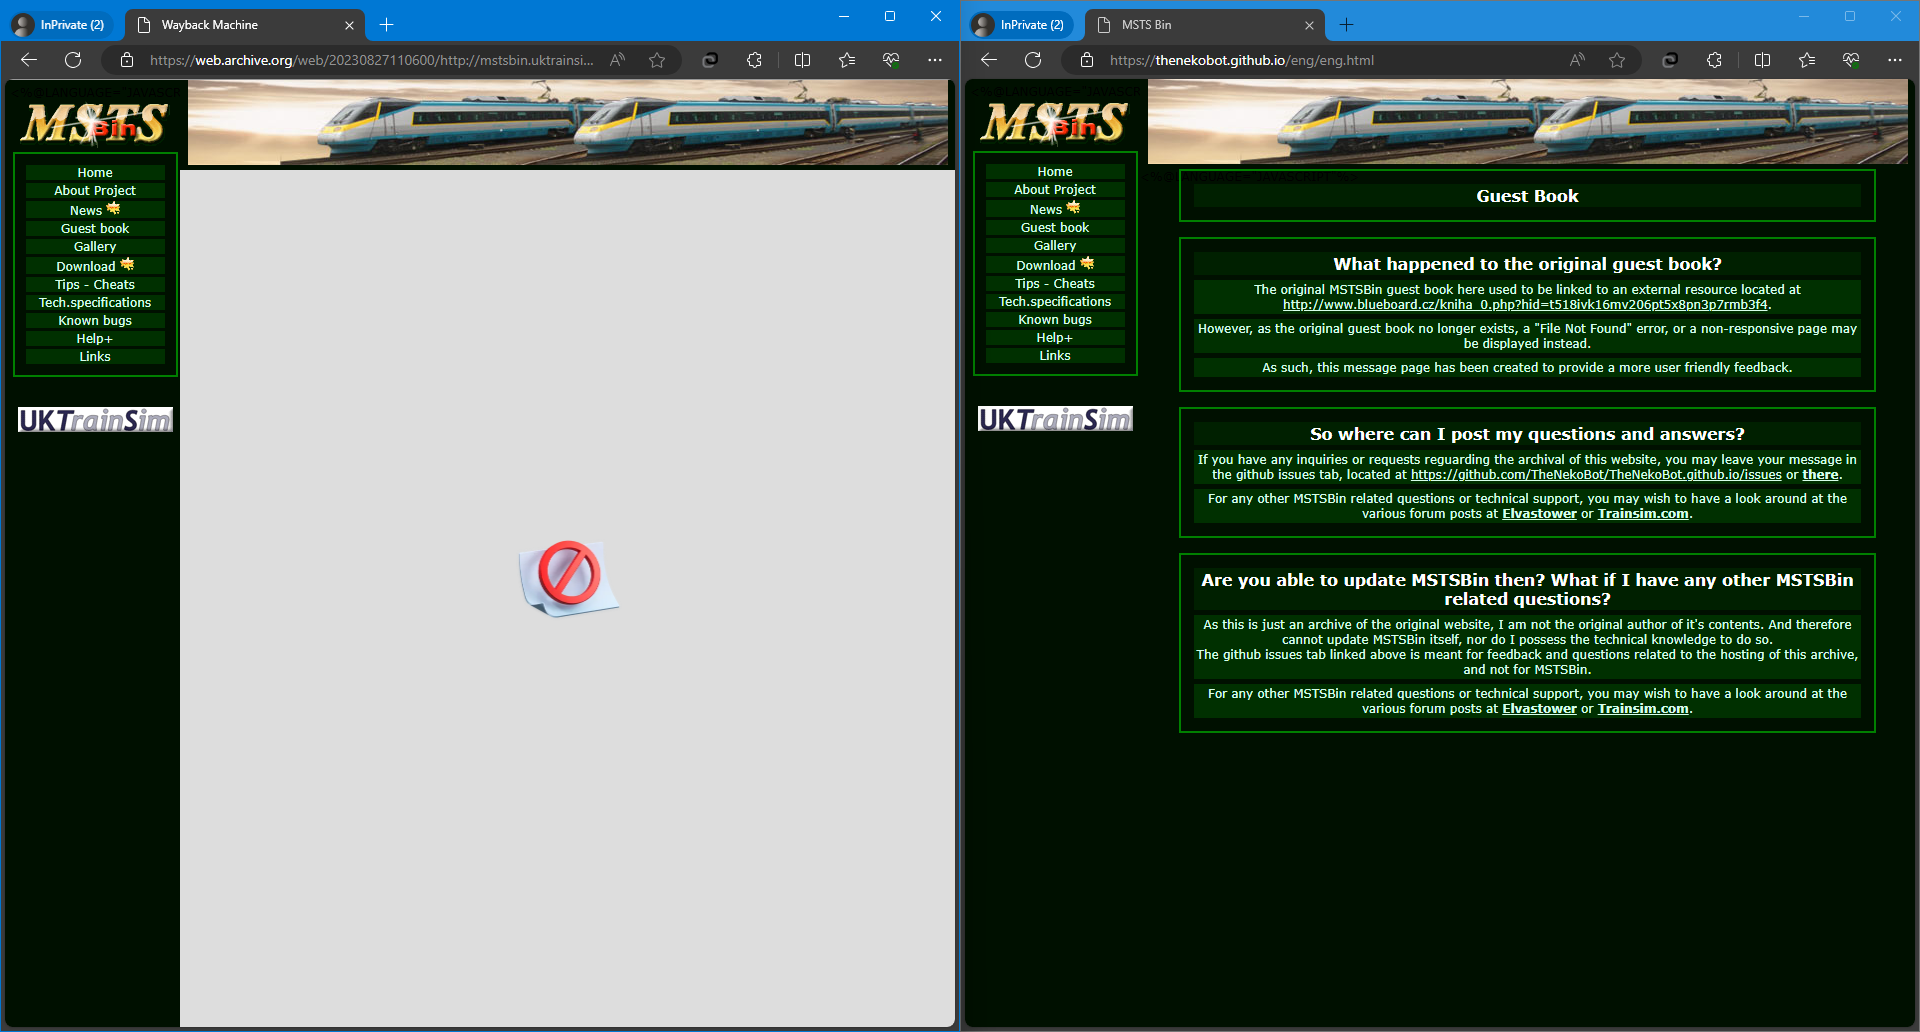 InPrivate (2)
Wayback Machine
https://web.archive.org/web/20230827110600/http://mstsbin.uktrainsi...
MSTS
Bin
Home
About Project
News
Guest book
Gallery
Download
Tips - Cheats
Tech.specifications
Known bugs
Help+
Links
UKTrainSim
InPrivate (2)
MSTS Bin
https://thenekobot.github.io/eng/eng.html
MSTS
Bin
Home
About Project
News
Guest book
Gallery
Download
Tips - Cheats
Tech.specifications
Known bugs
Help+
Links
UKTrainSim
Guest Book
What happened to the original guest book?
The original MSTSBin guest book here used to be linked to an external resource located at
http://www.blueboard.cz/kniha_0.php?hid=t518ivk16mv206pt5x8pn3p7rmb3f4.
However, as the original guest book no longer exists, a "File Not Found" error, or a non-responsive page may
be displayed instead.
As such, this message page has been created to provide a more user friendly feedback.
So where can I post my questions and answers?
If you have any inquiries or requests reguarding the archival of this website, you may leave your message in
the github issues tab, located at https://github.com/TheNekoBot/TheNekoBot.github.io/issues or there.
For any other MSTSBin related questions or technical support, you may wish to have a look around at the
various forum posts at Elvastower or Trainsim.com.
Are you able to update MSTSBin then? What if I have any other MSTSBin
related questions?
As this is just an archive of the original website, I am not the original author of it's contents. And therefore
cannot update MSTSBin itself, nor do I possess the technical knowledge to do so.
The github issues tab linked above is meant for feedback and questions related to the hosting of this archive,
and not for MSTSBin.
For any other MSTSBin related questions or technical support, you may wish to have a look around at the
various forum posts at Elvastower or Trainsim.com.